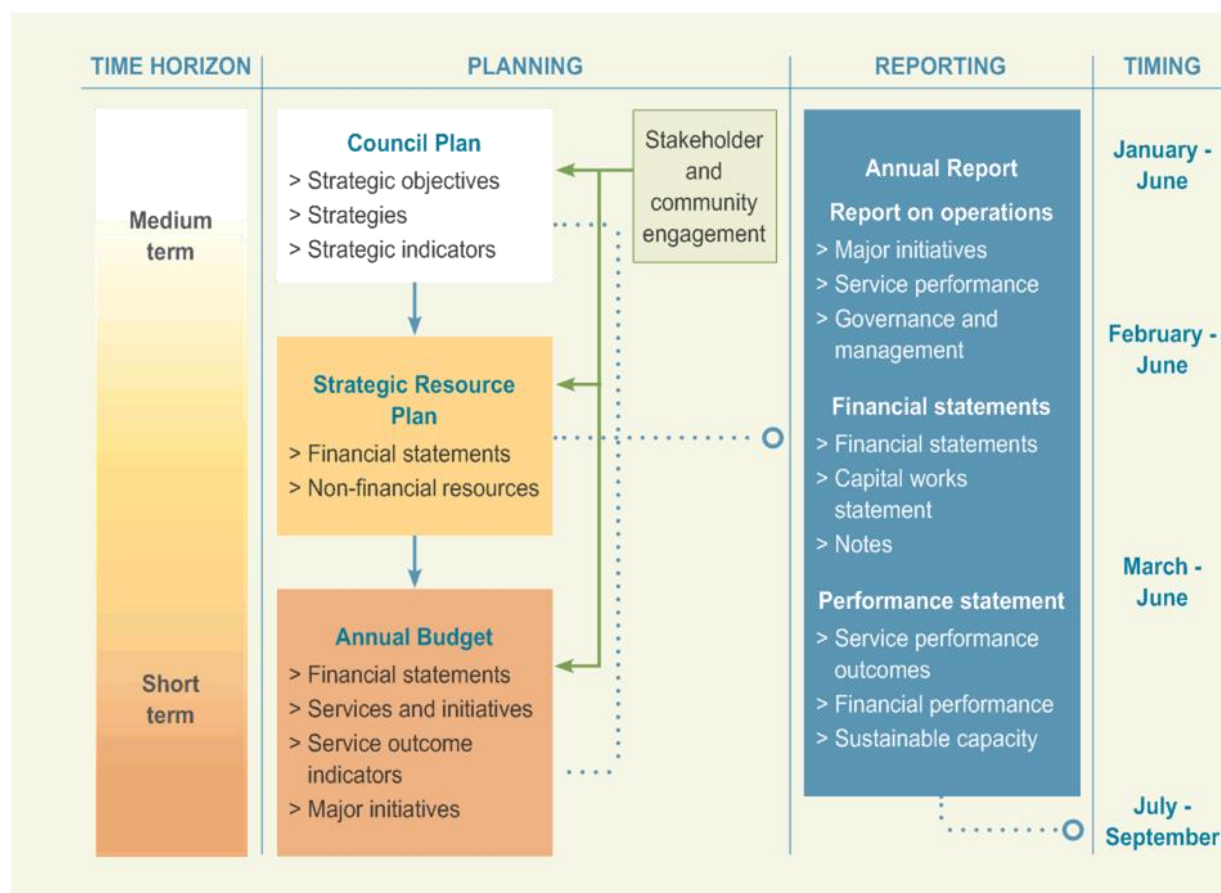 TIME HORIZON
PLANNING
REPORTING
TIMING
Medium
term
Short
term
Council Plan
> Strategic objectives
> Strategies
> Strategic indicators
Stakeholder
and
community
engagement
Strategic Resource
Plan
> Financial statements
> Non-financial resources
Annual Budget
> Financial statements
> Services and initiatives
> Service outcome
indicators
> Major initiatives
Annual Report
Report on operations
> Major initiatives
> Service performance
> Governance and
management
Financial statements
> Financial statements
> Capital works
statement
> Notes
Performance statement
> Service performance
outcomes
> Financial performance
> Sustainable capacity
January -
June
February -
June
March -
June
July -
September